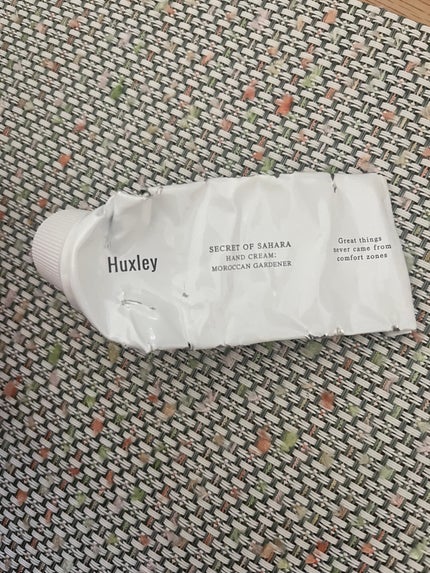 Huxley
SECRET OF SAHARA
HAND CREAM:
MOROCCAN GARDENER
Great things
never came from
comfort zones